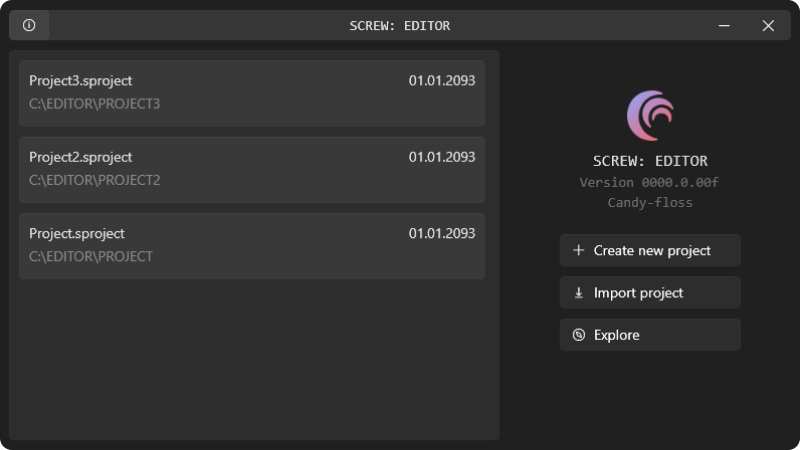 SCREW: EDITOR
Project3.sproject 01.01.2093
C:\EDITOR\PROJECT3
Project2.sproject 01.01.2093
C:\EDITOR\PROJECT2
Project.sproject 01.01.2093
C:\EDITOR\PROJECT
SCREW: EDITOR
Version 0000.0.00f
Candy-floss
Create new project
Import project
Explore